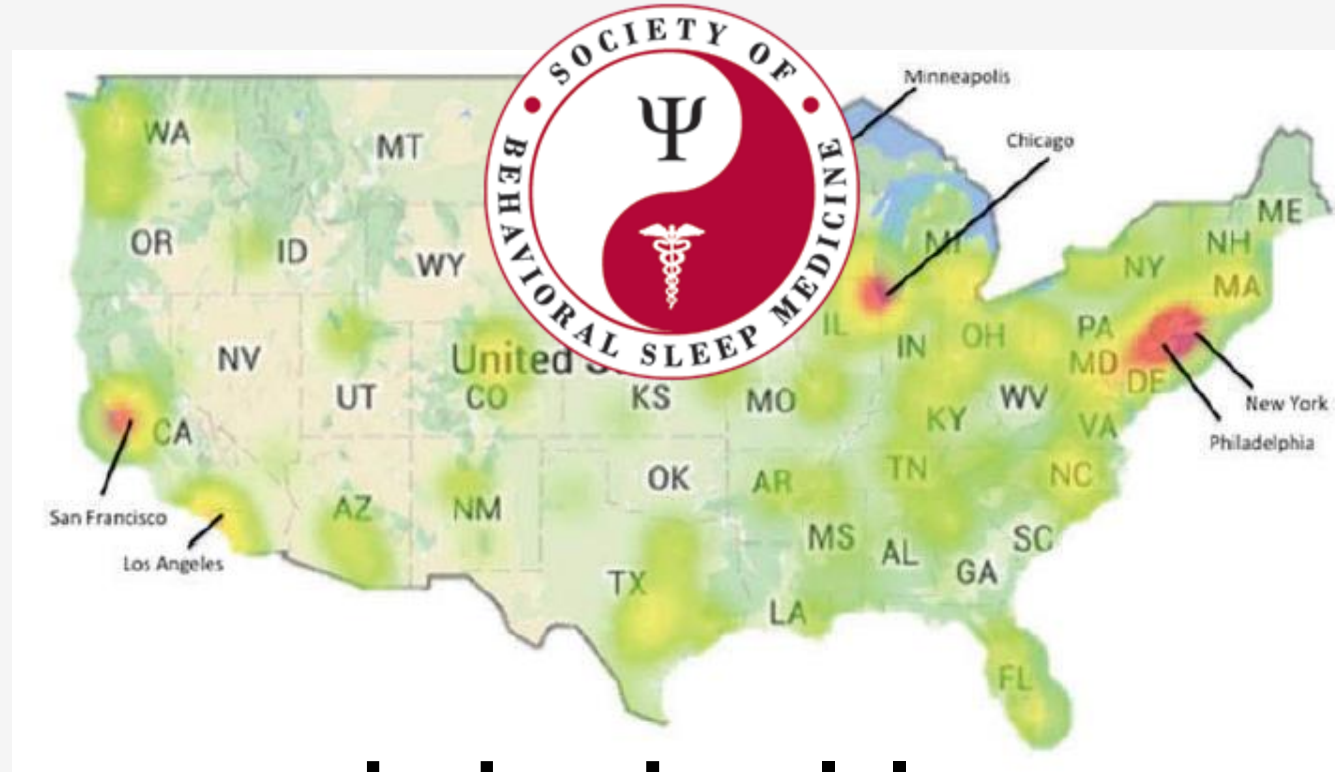 SOCIETY OF
BEHAVIORAL SLEEP MEDICINE
Ψ
Minneapolis
Chicago
WA
MT
ME
OR
ID
WY
MI
NH
NY
MA
IL
IN
OH
PA
NV
United S
MD
DE
UT
CO
KS
MO
KY
WV
New York
CA
VA
Philadelphia
OK
AR
TN
NC
San Francisco
AZ
NM
MS
AL
SC
Los Angeles
GA
TX
LA
FL